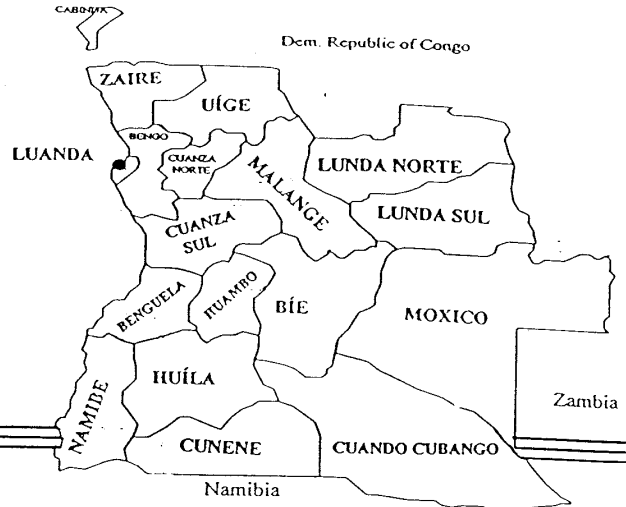 CABINDA
Dem. Republic of Congo
ZAIRE
UÍGE
BENGO
LUANDA
CUANZA
NORTE
MALANGE
LUNDA NORTE
LUNDA SUL
CUANZA
SUL
BENGUELA
HUAMBO
BÍE
MOXICO
HUÍLA
NAMIBE
Zambia
CUNENE
CUANDO CUBANGO
Namibia